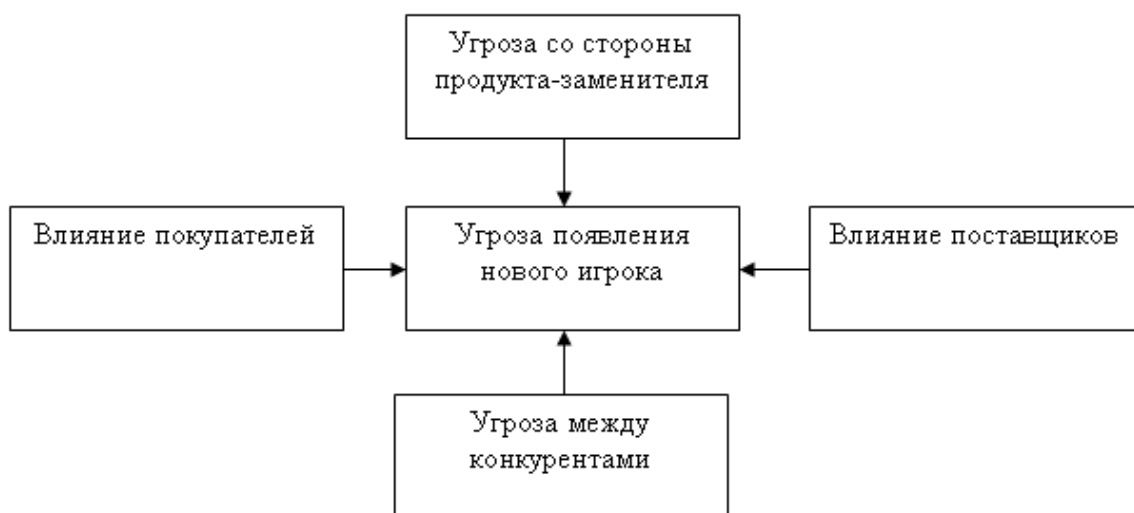 Угроза со стороны
продукта-заменителя
Влияние покупателей
Угроза появления
нового игрока
Влияние поставщиков
Угроза между
конкурентами